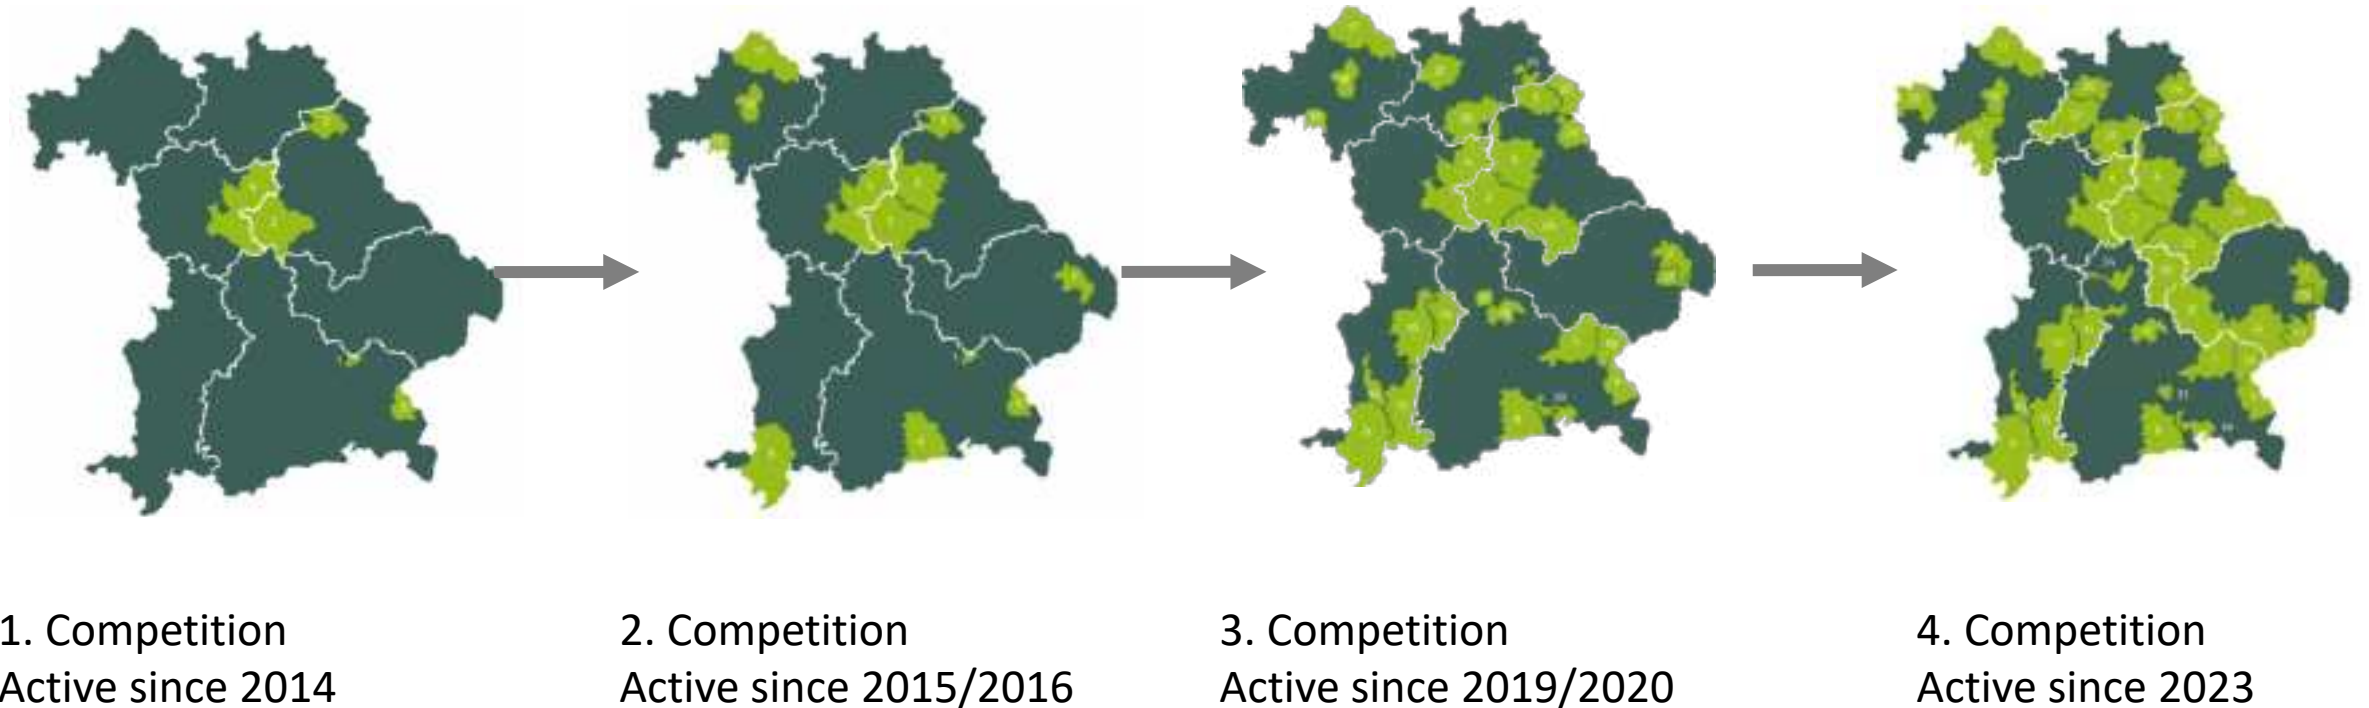 1. Competition
Active since 2014
2. Competition
Active since 2015/2016
3. Competition
Active since 2019/2020
4. Competition
Active since 2023